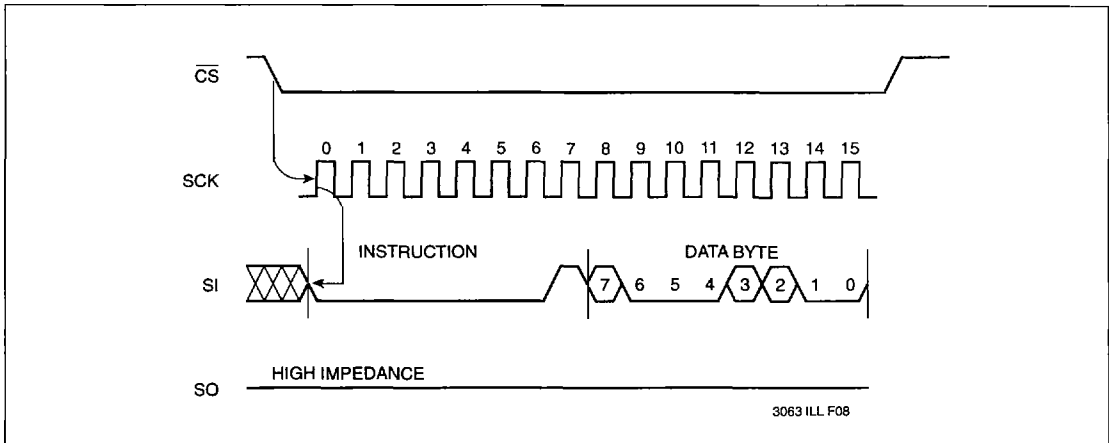 CS
0 1 2 3 4 5 6 7 8 9 10 11 12 13 14 15
SCK
INSTRUCTION DATA BYTE
SI 7 6 5 4 3 2 1 0
HIGH IMPEDANCE
SO
3063 ILL F08